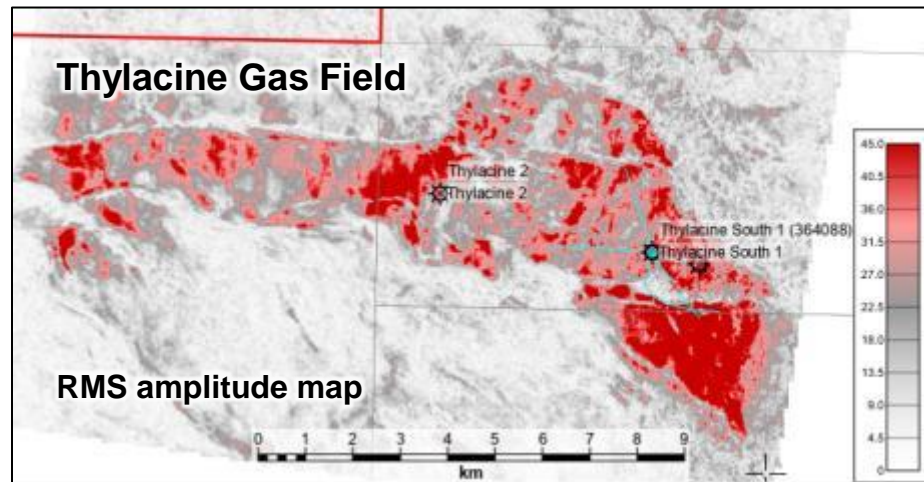 Thylacine Gas Field
Thylacine 2
Thylacine 2
Thylacine South 1 (364088)
Thylacine South 1
RMS amplitude map
0 1 2 3 4 5 6 7 8 9
km
45.0
40.5
36.0
31.5
27.0
22.5
18.0
13.5
9.0
4.5
0.0